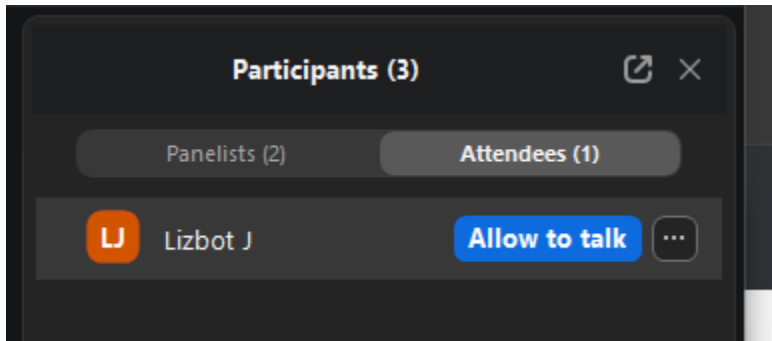 Participants (3)
Panelists (2) Attendees (1)
LJ Lizbot J Allow to talk ...